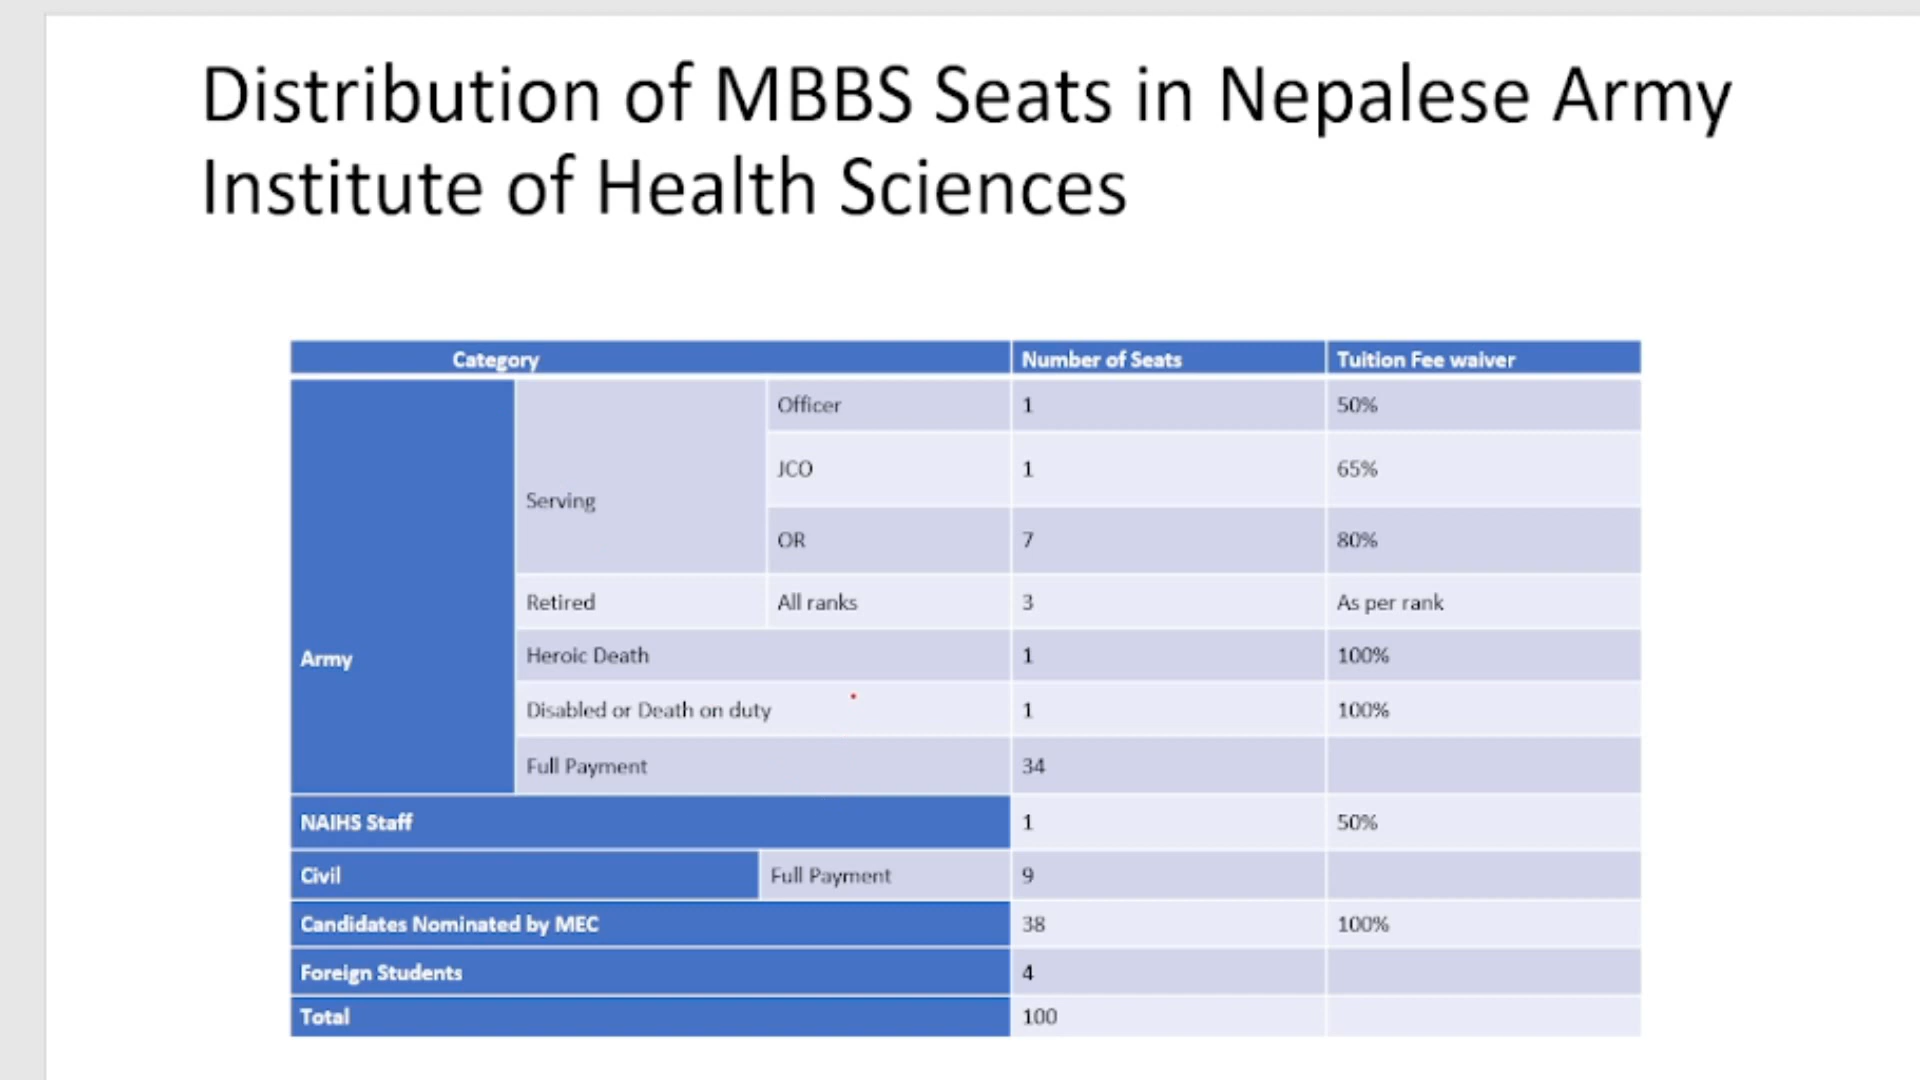 Distribution of MBBS Seats in Nepalese Army
Institute of Health Sciences
Category Number of Seats Tuition Fee waiver
Army
Serving
Officer 1 50%
JCO 1 65%
OR 7 80%
Retired All ranks 3 As per rank
Heroic Death 1 100%
Disabled or Death on duty 1 100%
Full Payment 34
NAIHS Staff 1 50%
Civil Full Payment 9
Candidates Nominated by MEC 38 100%
Foreign Students 4
Total 100